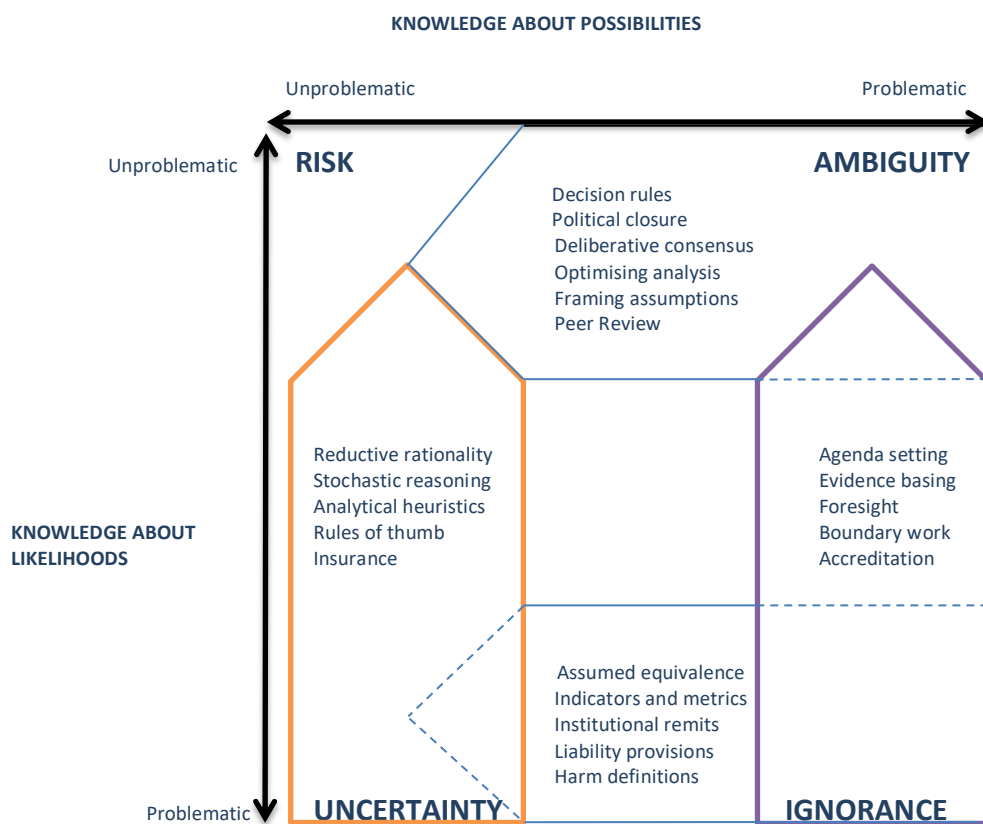 KNOWLEDGE ABOUT POSSIBILITIES
Unproblematic
Problematic
Unproblematic
RISK
AMBIGUITY
Decision rules
Political closure
Deliberative consensus
Optimising analysis
Framing assumptions
Peer Review
Reductive rationality
Stochastic reasoning
Analytical heuristics
Rules of thumb
Insurance
Agenda setting
Evidence basing
Foresight
Boundary work
Accreditation
KNOWLEDGE ABOUT
LIKELIHOODS
Assumed equivalence
Indicators and metrics
Institutional remits
Liability provisions
Harm definitions
Problematic
UNCERTAINTY
IGNORANCE